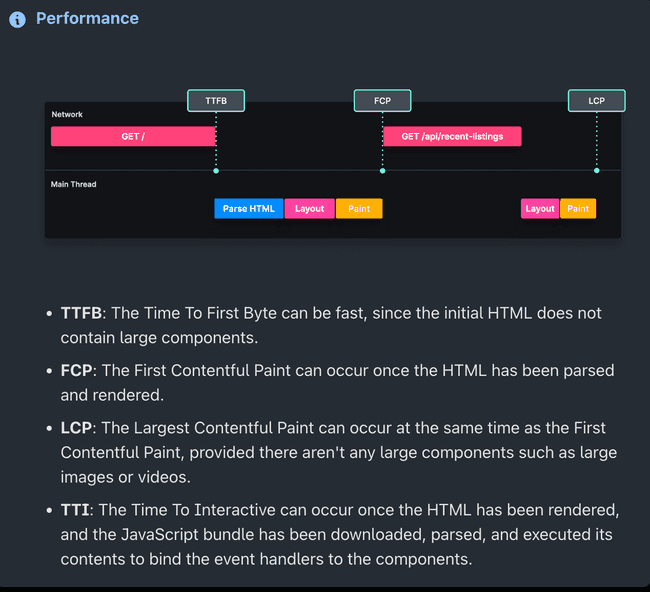 Performance
TTFB
FCP
LCP
Network
GET /
GET /api/recent-listings
Main Thread
Parse HTML
Layout
Paint
Layout
Paint
• TTFB: The Time To First Byte can be fast, since the initial HTML does not
contain large components.
• FCP: The First Contentful Paint can occur once the HTML has been parsed
and rendered.
• LCP: The Largest Contentful Paint can occur at the same time as the First
Contentful Paint, provided there aren't any large components such as large
images or videos.
• TTI: The Time To Interactive can occur once the HTML has been rendered,
and the JavaScript bundle has been downloaded, parsed, and executed its
contents to bind the event handlers to the components.